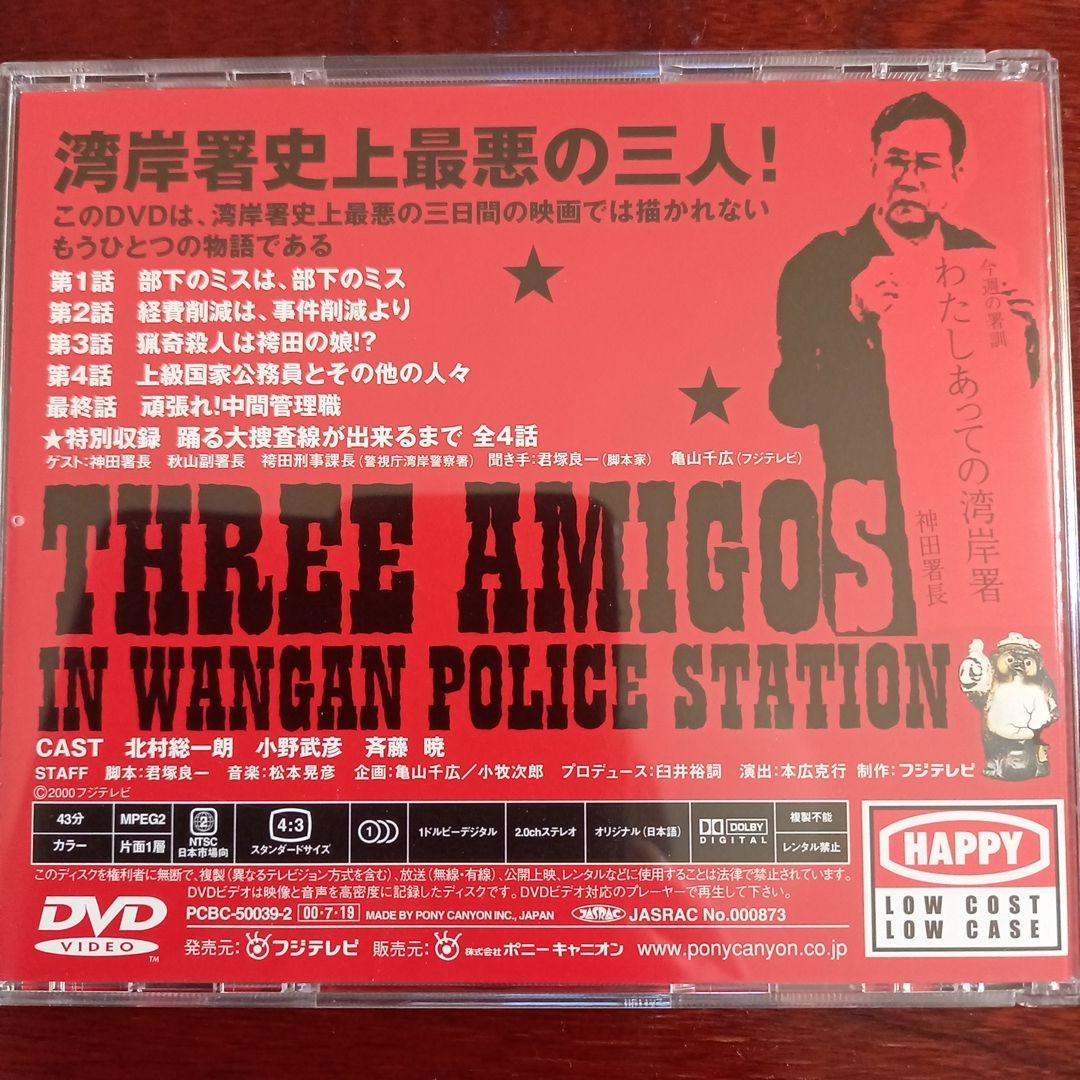 湾岸署史上最悪の三人!
このDVDは、湾岸署史上最悪の三日間の映画では描かれない
もうひとつの物語である
第1話 部下のミスは、部下のミス
第2話 経費削減は、事件削減より
第3話 猟奇殺人は袴田の娘!?
第4話 上級国家公務員とその他の人々
最終話 頑張れ!中間管理職
★特別収録 踊る大捜査線が出来るまで 全4話
ゲスト:神田署長 秋山副署長 袴田刑事課長(警視庁湾岸警察署) 聞き手:君塚良一(脚本家) 亀山千広(フジテレビ)
今週の署訓
わたしあっての湾岸署
神田署長
THREE AMIGOS
IN WANGAN POLICE STATION
CAST 北村総一朗 小野武彦 斉藤 暁
STAFF 脚本:君塚良一 音楽:松本晃彦 企画:亀山千広/小牧次郎 プロデュース:臼井裕詞 演出:本広克行 制作:フジテレビ
©2000フジテレビ
43分 MPEG2 2 NTSC 日本市場向 4:3 スタンダードサイズ 1 1ドルビーデジタル 2.0chステレオ オリジナル(日本語) DOLBY DIGITAL 複製不能
カラー 片面1層 レンタル禁止
このディスクを権利者に無断で、複製(異なるテレビジョン方式を含む)、放送(無線・有線)、公開上映、レンタルなどに使用することは法律で禁止されています。
DVDビデオは映像と音声を高密度に記録したディスクです。DVDビデオ対応のプレーヤーで再生して下さい。
DVD VIDEO TM
PCBC-50039-2 00・7・19 MADE BY PONY CANYON INC., JAPAN JASRAC JASRAC No.000873
発売元:フジテレビ 販売元:株式会社ポニーキャニオン www.ponycanyon.co.jp
HAPPY
LOW COST
LOW CASE